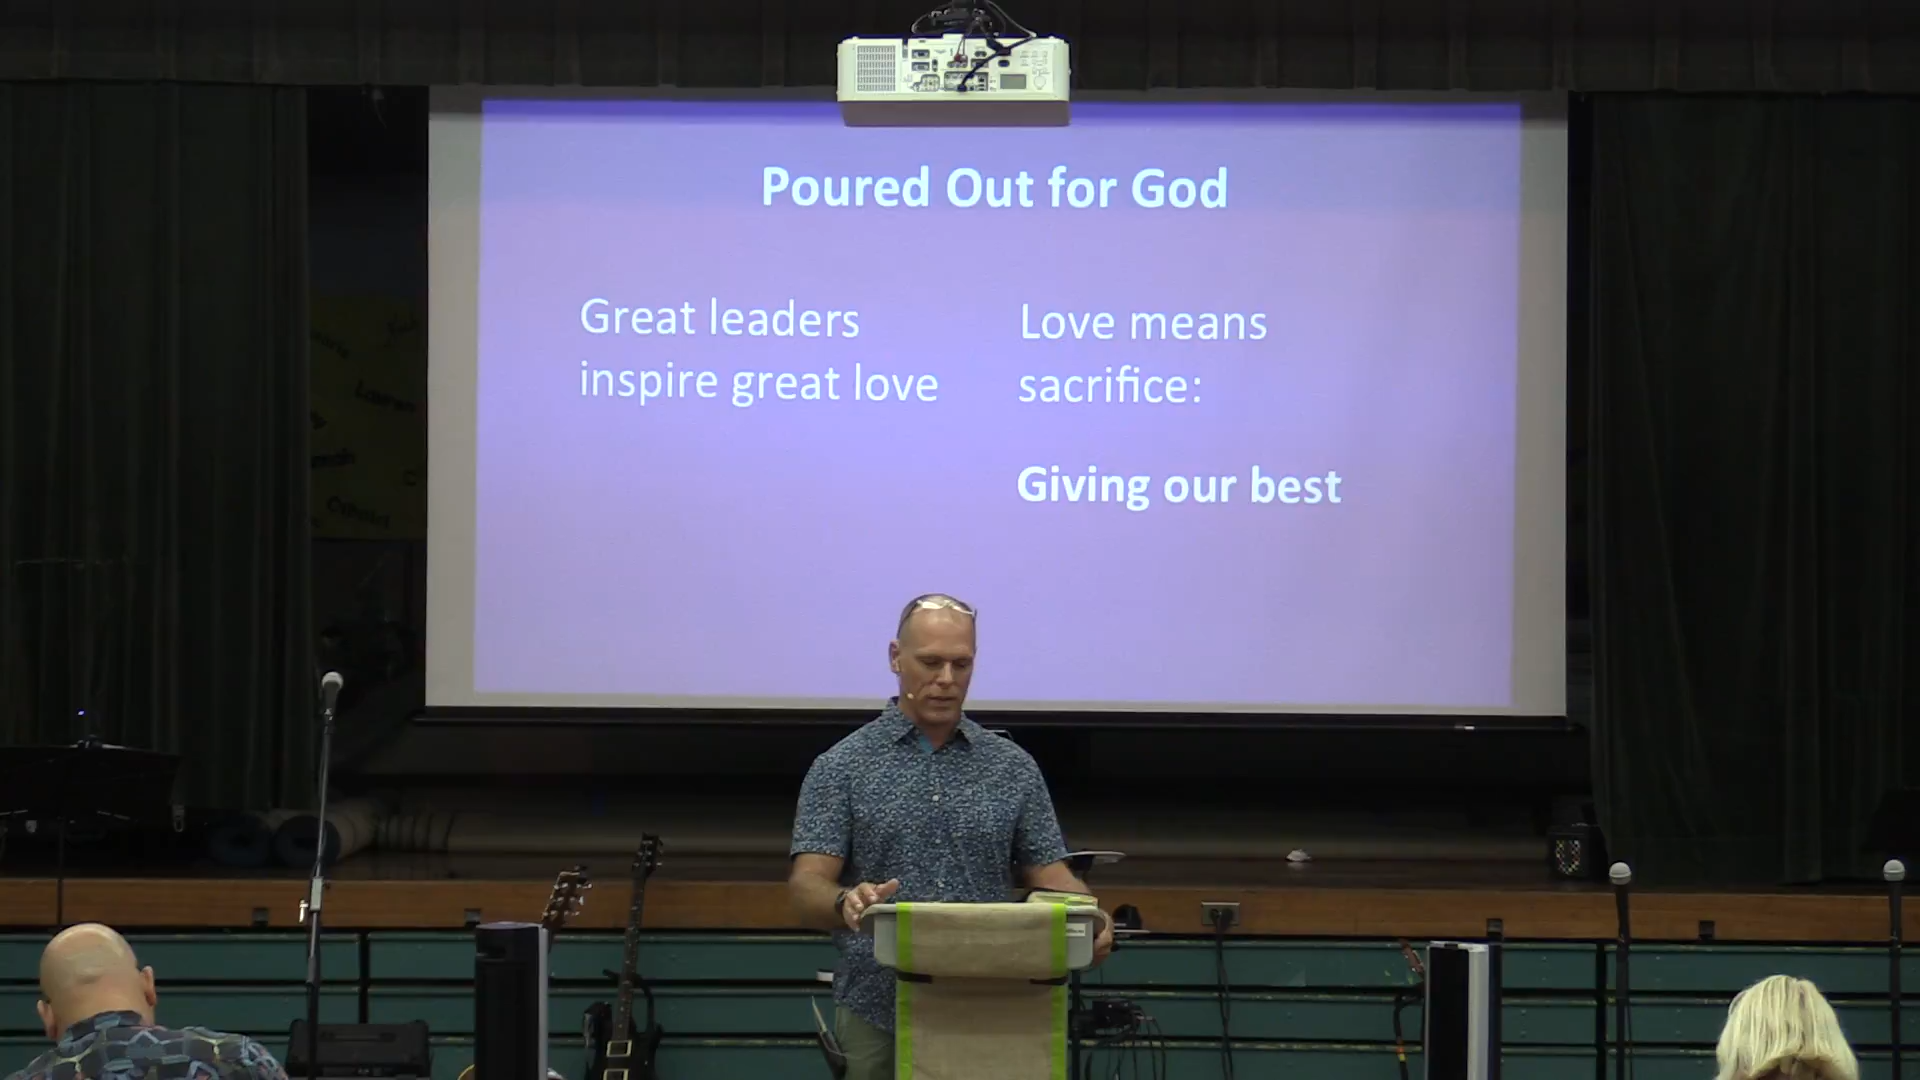 Poured Out for God
Great leaders
inspire great love
Love means
sacrifice:
Giving our best